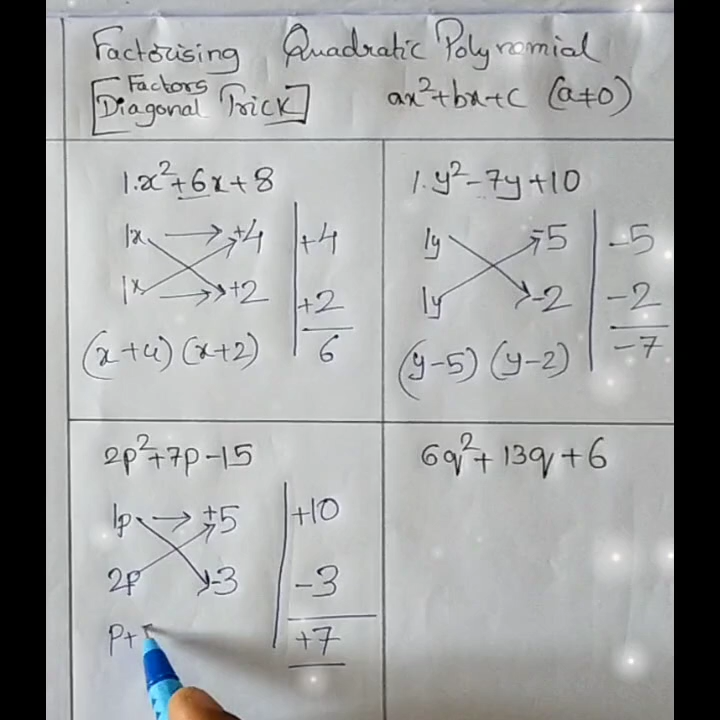 Factorising Quadratic Polynomial
[Factors Diagonal Trick] ax²+bx+c (a≠0)
1. x²+6x+8
1x +4 +4
1x +2 +2
6
(x+4) (x+2)
1. y²-7y+10
1y -5 -5
1y -2 -2
-7
(y-5) (y-2)
2p²+7p-15
1p +5 +10
2p -3 -3
P+ +7
6q²+13q+6